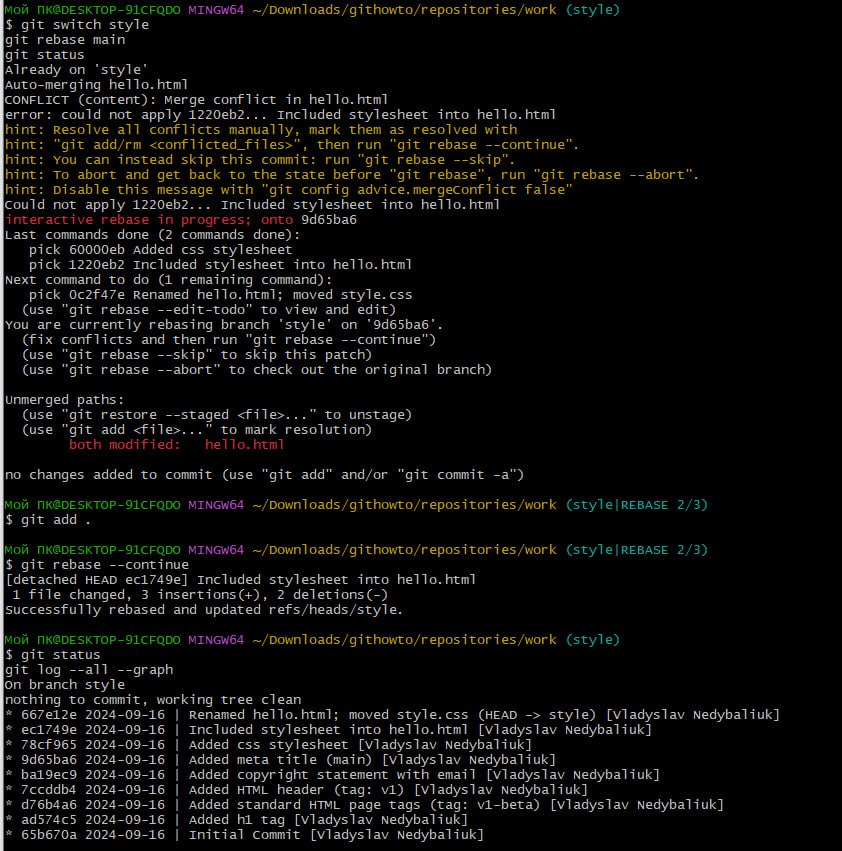 Мой ПК@DESKTOP-91CFQDO MINGW64 ~/Downloads/githowto/repositories/work (style)
$ git switch style
git rebase main
git status
Already on 'style'
Auto-merging hello.html
CONFLICT (content): Merge conflict in hello.html
error: could not apply 1220eb2... Included stylesheet into hello.html
hint: Resolve all conflicts manually, mark them as resolved with
hint: "git add/rm <conflicted_files>", then run "git rebase --continue".
hint: You can instead skip this commit: run "git rebase --skip".
hint: To abort and get back to the state before "git rebase", run "git rebase --abort".
hint: Disable this message with "git config advice.mergeConflict false"
Could not apply 1220eb2... Included stylesheet into hello.html
interactive rebase in progress; onto 9d65ba6
Last commands done (2 commands done):
   pick 60000eb Added css stylesheet
   pick 1220eb2 Included stylesheet into hello.html
Next command to do (1 remaining command):
   pick 0c2f47e Renamed hello.html; moved style.css
  (use "git rebase --edit-todo" to view and edit)
You are currently rebasing branch 'style' on '9d65ba6'.
  (fix conflicts and then run "git rebase --continue")
  (use "git rebase --skip" to skip this patch)
  (use "git rebase --abort" to check out the original branch)

Unmerged paths:
  (use "git restore --staged <file>..." to unstage)
  (use "git add <file>..." to mark resolution)
        both modified:   hello.html

no changes added to commit (use "git add" and/or "git commit -a")

Мой ПК@DESKTOP-91CFQDO MINGW64 ~/Downloads/githowto/repositories/work (style|REBASE 2/3)
$ git add .

Мой ПК@DESKTOP-91CFQDO MINGW64 ~/Downloads/githowto/repositories/work (style|REBASE 2/3)
$ git rebase --continue
[detached HEAD ec1749e] Included stylesheet into hello.html
 1 file changed, 3 insertions(+), 2 deletions(-)
Successfully rebased and updated refs/heads/style.

Мой ПК@DESKTOP-91CFQDO MINGW64 ~/Downloads/githowto/repositories/work (style)
$ git status
git log --all --graph
On branch style
nothing to commit, working tree clean
* 667e12e 2024-09-16 | Renamed hello.html; moved style.css (HEAD -> style) [Vladyslav Nedybaliuk]
* ec1749e 2024-09-16 | Included stylesheet into hello.html [Vladyslav Nedybaliuk]
* 78cf965 2024-09-16 | Added css stylesheet [Vladyslav Nedybaliuk]
* 9d65ba6 2024-09-16 | Added meta title (main) [Vladyslav Nedybaliuk]
* ba19ec9 2024-09-16 | Added copyright statement with email [Vladyslav Nedybaliuk]
* 7ccddb4 2024-09-16 | Added HTML header (tag: v1) [Vladyslav Nedybaliuk]
* d76b4a6 2024-09-16 | Added standard HTML page tags (tag: v1-beta) [Vladyslav Nedybaliuk]
* ad574c5 2024-09-16 | Added h1 tag [Vladyslav Nedybaliuk]
* 65b670a 2024-09-16 | Initial Commit [Vladyslav Nedybaliuk]